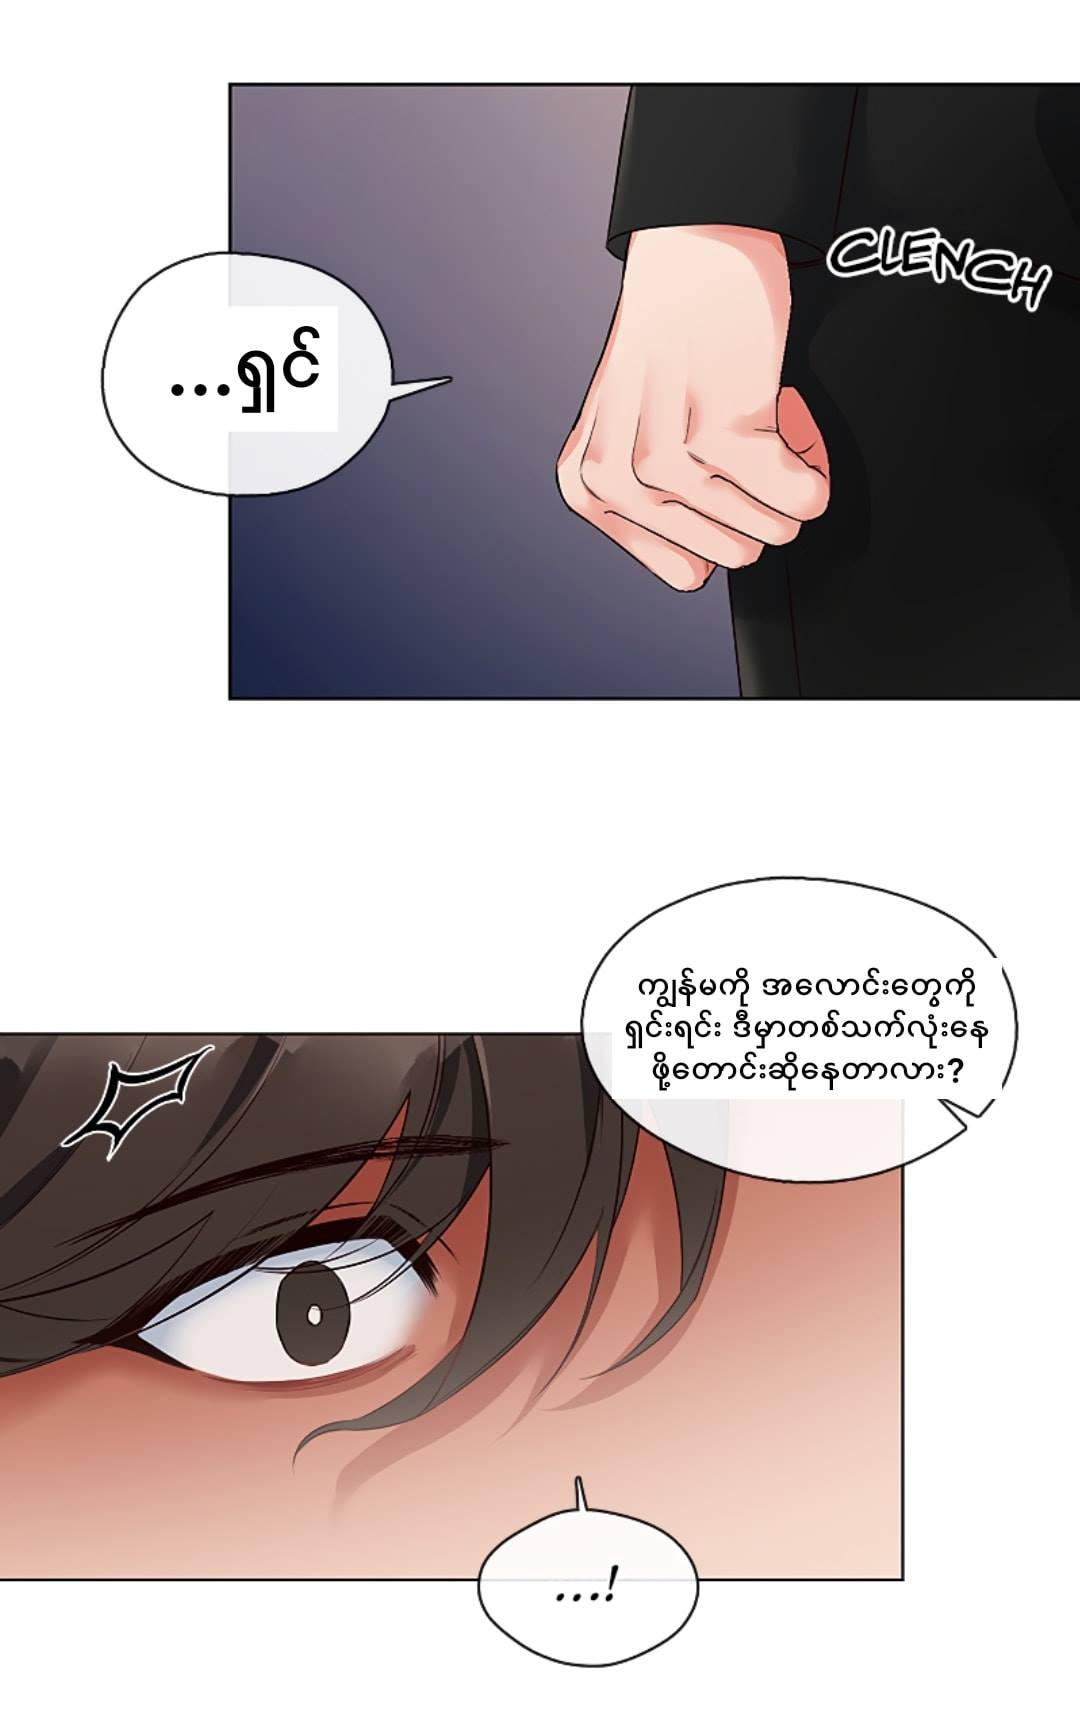 CLENCH
...ရှင်
ကျွန်မကို အလောင်းတွေကို
ရှင်းရင်း ဒီမှာတစ်သက်လုံးနေ
ဖို့တောင်းဆိုနေတာလား?
...!